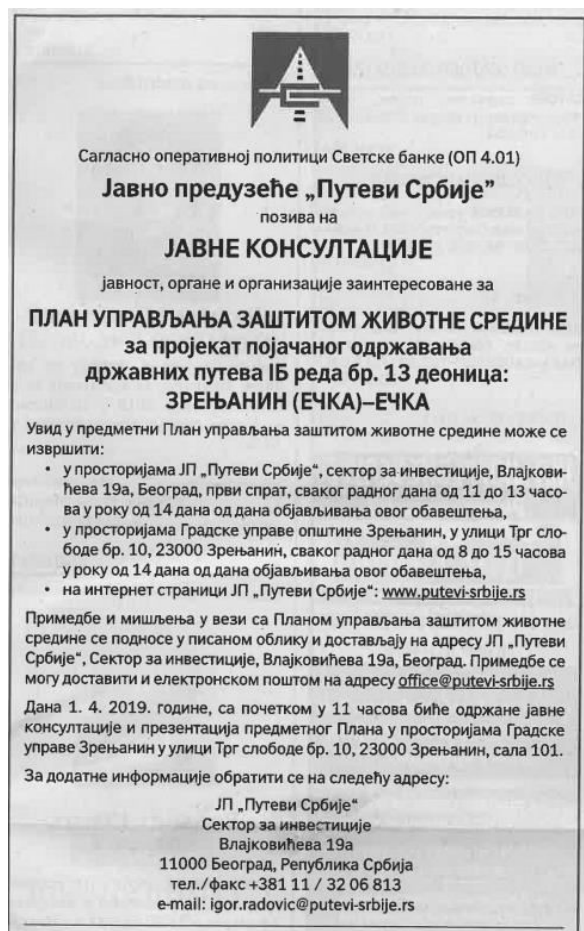 Сагласно оперативној политици Светске банке (ОП 4.01)
Јавно предузеће „Путеви Србије”
позива на
ЈАВНЕ КОНСУЛТАЦИЈЕ
јавност, органе и организације заинтересоване за
ПЛАН УПРАВЉАЊА ЗАШТИТОМ ЖИВОТНЕ СРЕДИНЕ
за пројекат појачаног одржавања
државних путева IБ реда бр. 13 деоница:
ЗРЕЊАНИН (ЕЧКА)–ЕЧКА
Увид у предметни План управљања заштитом животне средине може се
извршити:
• у просторијама ЈП „Путеви Србије“, сектор за инвестиције, Влајкови-
ћева 19а, Београд, први спрат, сваког радног дана од 11 до 13 часо-
ва у року од 14 дана од дана објављивања овог обавештења,
• у просторијама Градске управе општине Зрењанин, у улици Трг сло-
боде бр. 10, 23000 Зрењанин, сваког радног дана од 8 до 15 часова
у року од 14 дана од дана објављивања овог обавештења,
• на интернет страници ЈП „Путеви Србије“: www.putevi-srbije.rs
Примедбе и мишљења у вези са Планом управљања заштитом животне
средине се подносе у писаном облику и достављају на адресу ЈП „Путеви
Србије“, Сектор за инвестиције, Влајковићева 19а, Београд. Примедбе се
могу доставити и електронском поштом на адресу office@putevi-srbije.rs
Дана 1. 4. 2019. године, са почетком у 11 часова биће одржане јавне
консултације и презентација предметног Плана у просторијама Градске
управе Зрењанин у улици Трг слободе бр. 10, 23000 Зрењанин, сала 101.
За додатне информације обратити се на следећу адресу:
ЈП „Путеви Србије“
Сектор за инвестиције
Влајковићева 19а
11000 Београд, Република Србија
тел./факс +381 11 / 32 06 813
e-mail: igor.radovic@putevi-srbije.rs